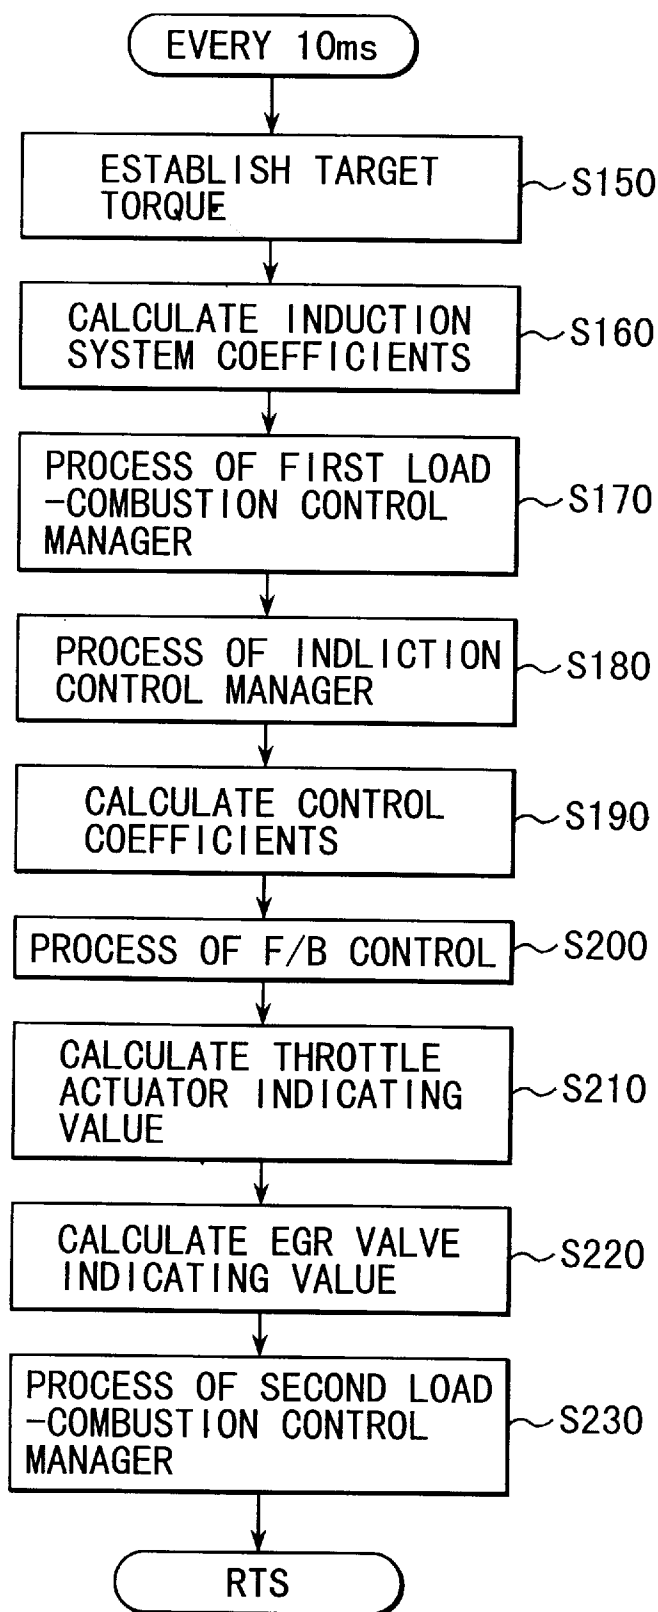 EVERY 10ms
ESTABLISH TARGET
TORQUE
S150
CALCULATE INDUCTION
SYSTEM COEFFICIENTS
S160
PROCESS OF FIRST LOAD
-COMBUSTION CONTROL
MANAGER
S170
PROCESS OF INDLICTION
CONTROL MANAGER
S180
CALCULATE CONTROL
COEFFICIENTS
S190
PROCESS OF F/B CONTROL
S200
CALCULATE THROTTLE
ACTUATOR INDICATING
VALUE
S210
CALCULATE EGR VALVE
INDICATING VALUE
S220
PROCESS OF SECOND LOAD
-COMBUSTION CONTROL
MANAGER
S230
RTS